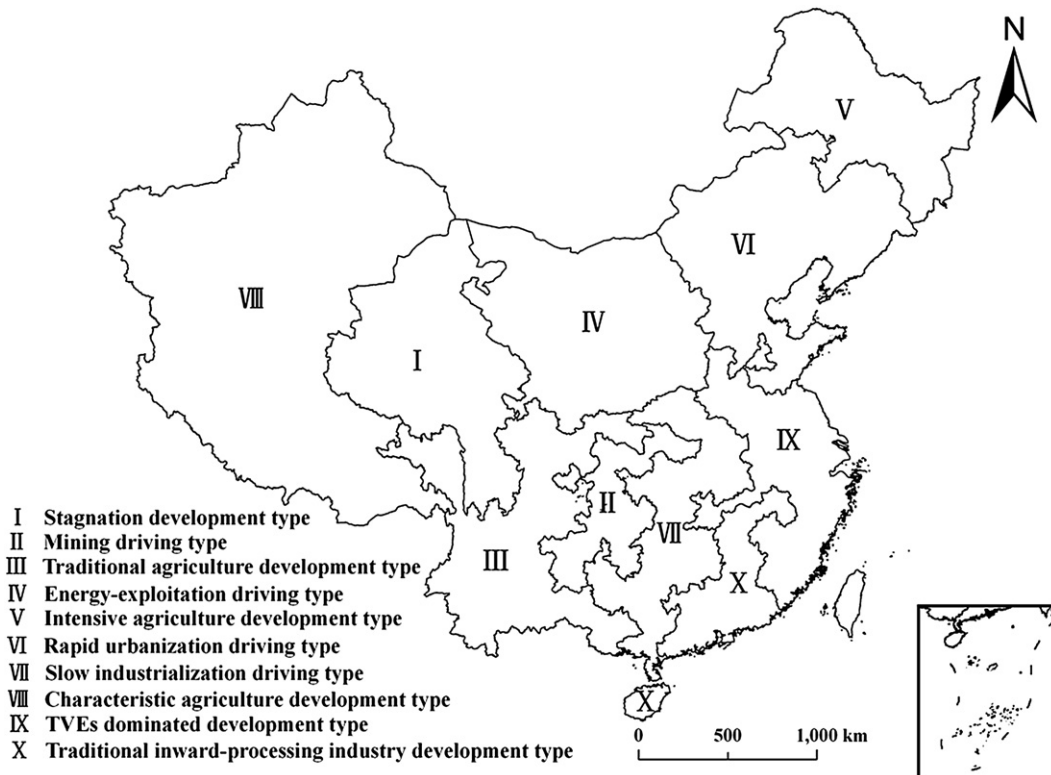 N
V
VI
VIII
IV
I
IX
II
VII
III
X
X
I Stagnation development type
II Mining driving type
III Traditional agriculture development type
IV Energy-exploitation driving type
V Intensive agriculture development type
VI Rapid urbanization driving type
VII Slow industrialization driving type
VIII Characteristic agriculture development type
IX TVEs dominated development type
X Traditional inward-processing industry development type
0 500 1,000 km